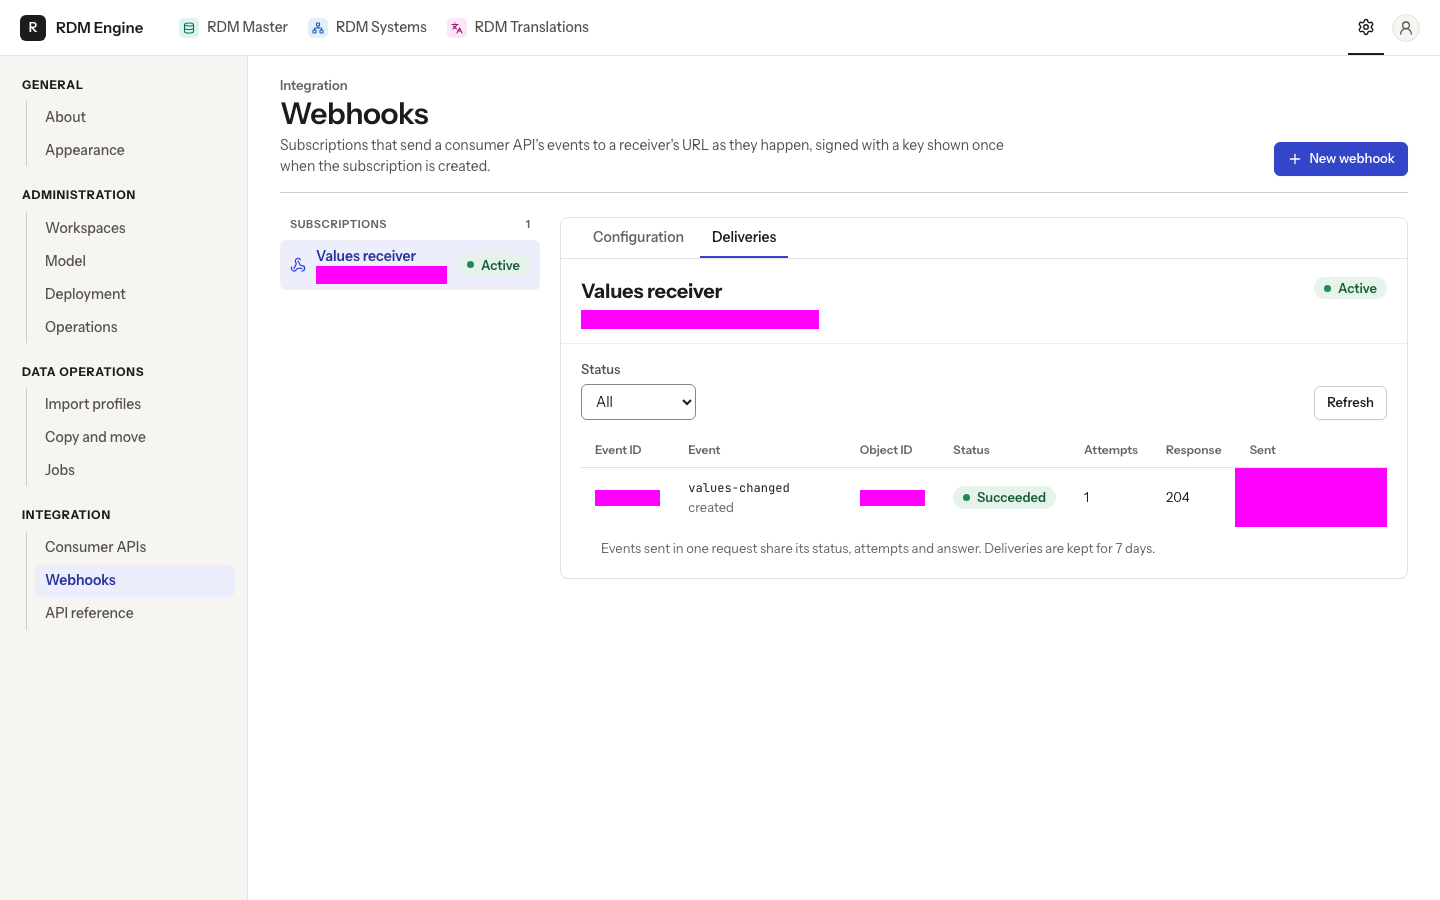 R RDM Engine RDM Master RDM Systems RDM Translations
GENERAL
About
Appearance
ADMINISTRATION
Workspaces
Model
Deployment
Operations
DATA OPERATIONS
Import profiles
Copy and move
Jobs
INTEGRATION
Consumer APIs
Webhooks
API reference
Integration
Webhooks
Subscriptions that send a consumer API's events to a receiver's URL as they happen, signed with a key shown once
when the subscription is created.
New webhook
SUBSCRIPTIONS 1
Values receiver
Active
Configuration Deliveries
Values receiver
Active
Status
All
Refresh
Event ID Event Object ID Status Attempts Response Sent
values-changed
created
Succeeded 1 204
Events sent in one request share its status, attempts and answer. Deliveries are kept for 7 days.